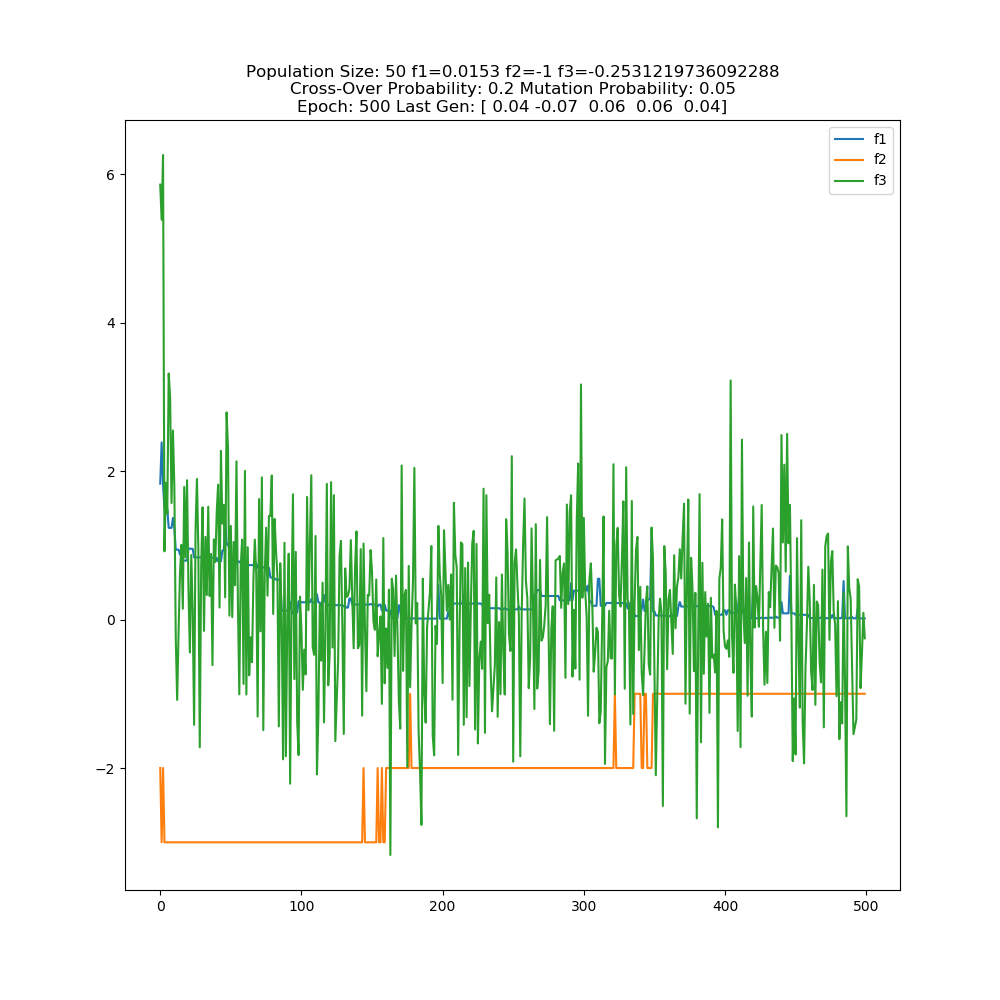 Population Size: 50 f1=0.0153 f2=-1 f3=-0.2531219736092288
Cross-Over Probability: 0.2 Mutation Probability: 0.05
Epoch: 500 Last Gen: [ 0.04 -0.07  0.06  0.06  0.04]
f1
f2
f3
6
4
2
0
−2
0 100 200 300 400 500